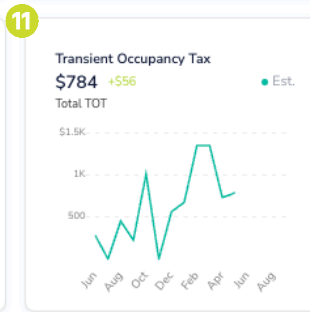 11
Transient Occupancy Tax
$784 +$56
Est.
Total TOT
$1.5K
1K
500
Jun Aug Oct Dec Feb Apr Jun Aug